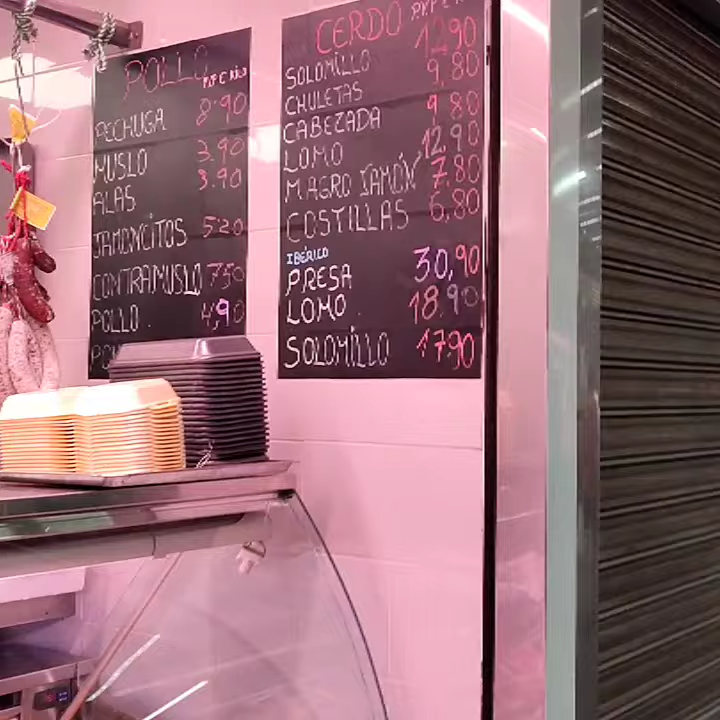 POLLO
PECHUGA 8'90
MUSLO 3.90
ALAS 3.90
JAMONCITOS 5'20
CONTRAMUSLO 7'50
POLLO 4,90
CERDO
SOLOMILLO 12'90
CHULETAS 9,80
CABEZADA 9,80
LOMO 12,90
MAGRO JAMÓN 7,80
COSTILLAS 6,80
IBÉRICO
PRESA 30,90
LOMO 18,90
SOLOMILLO 17,90